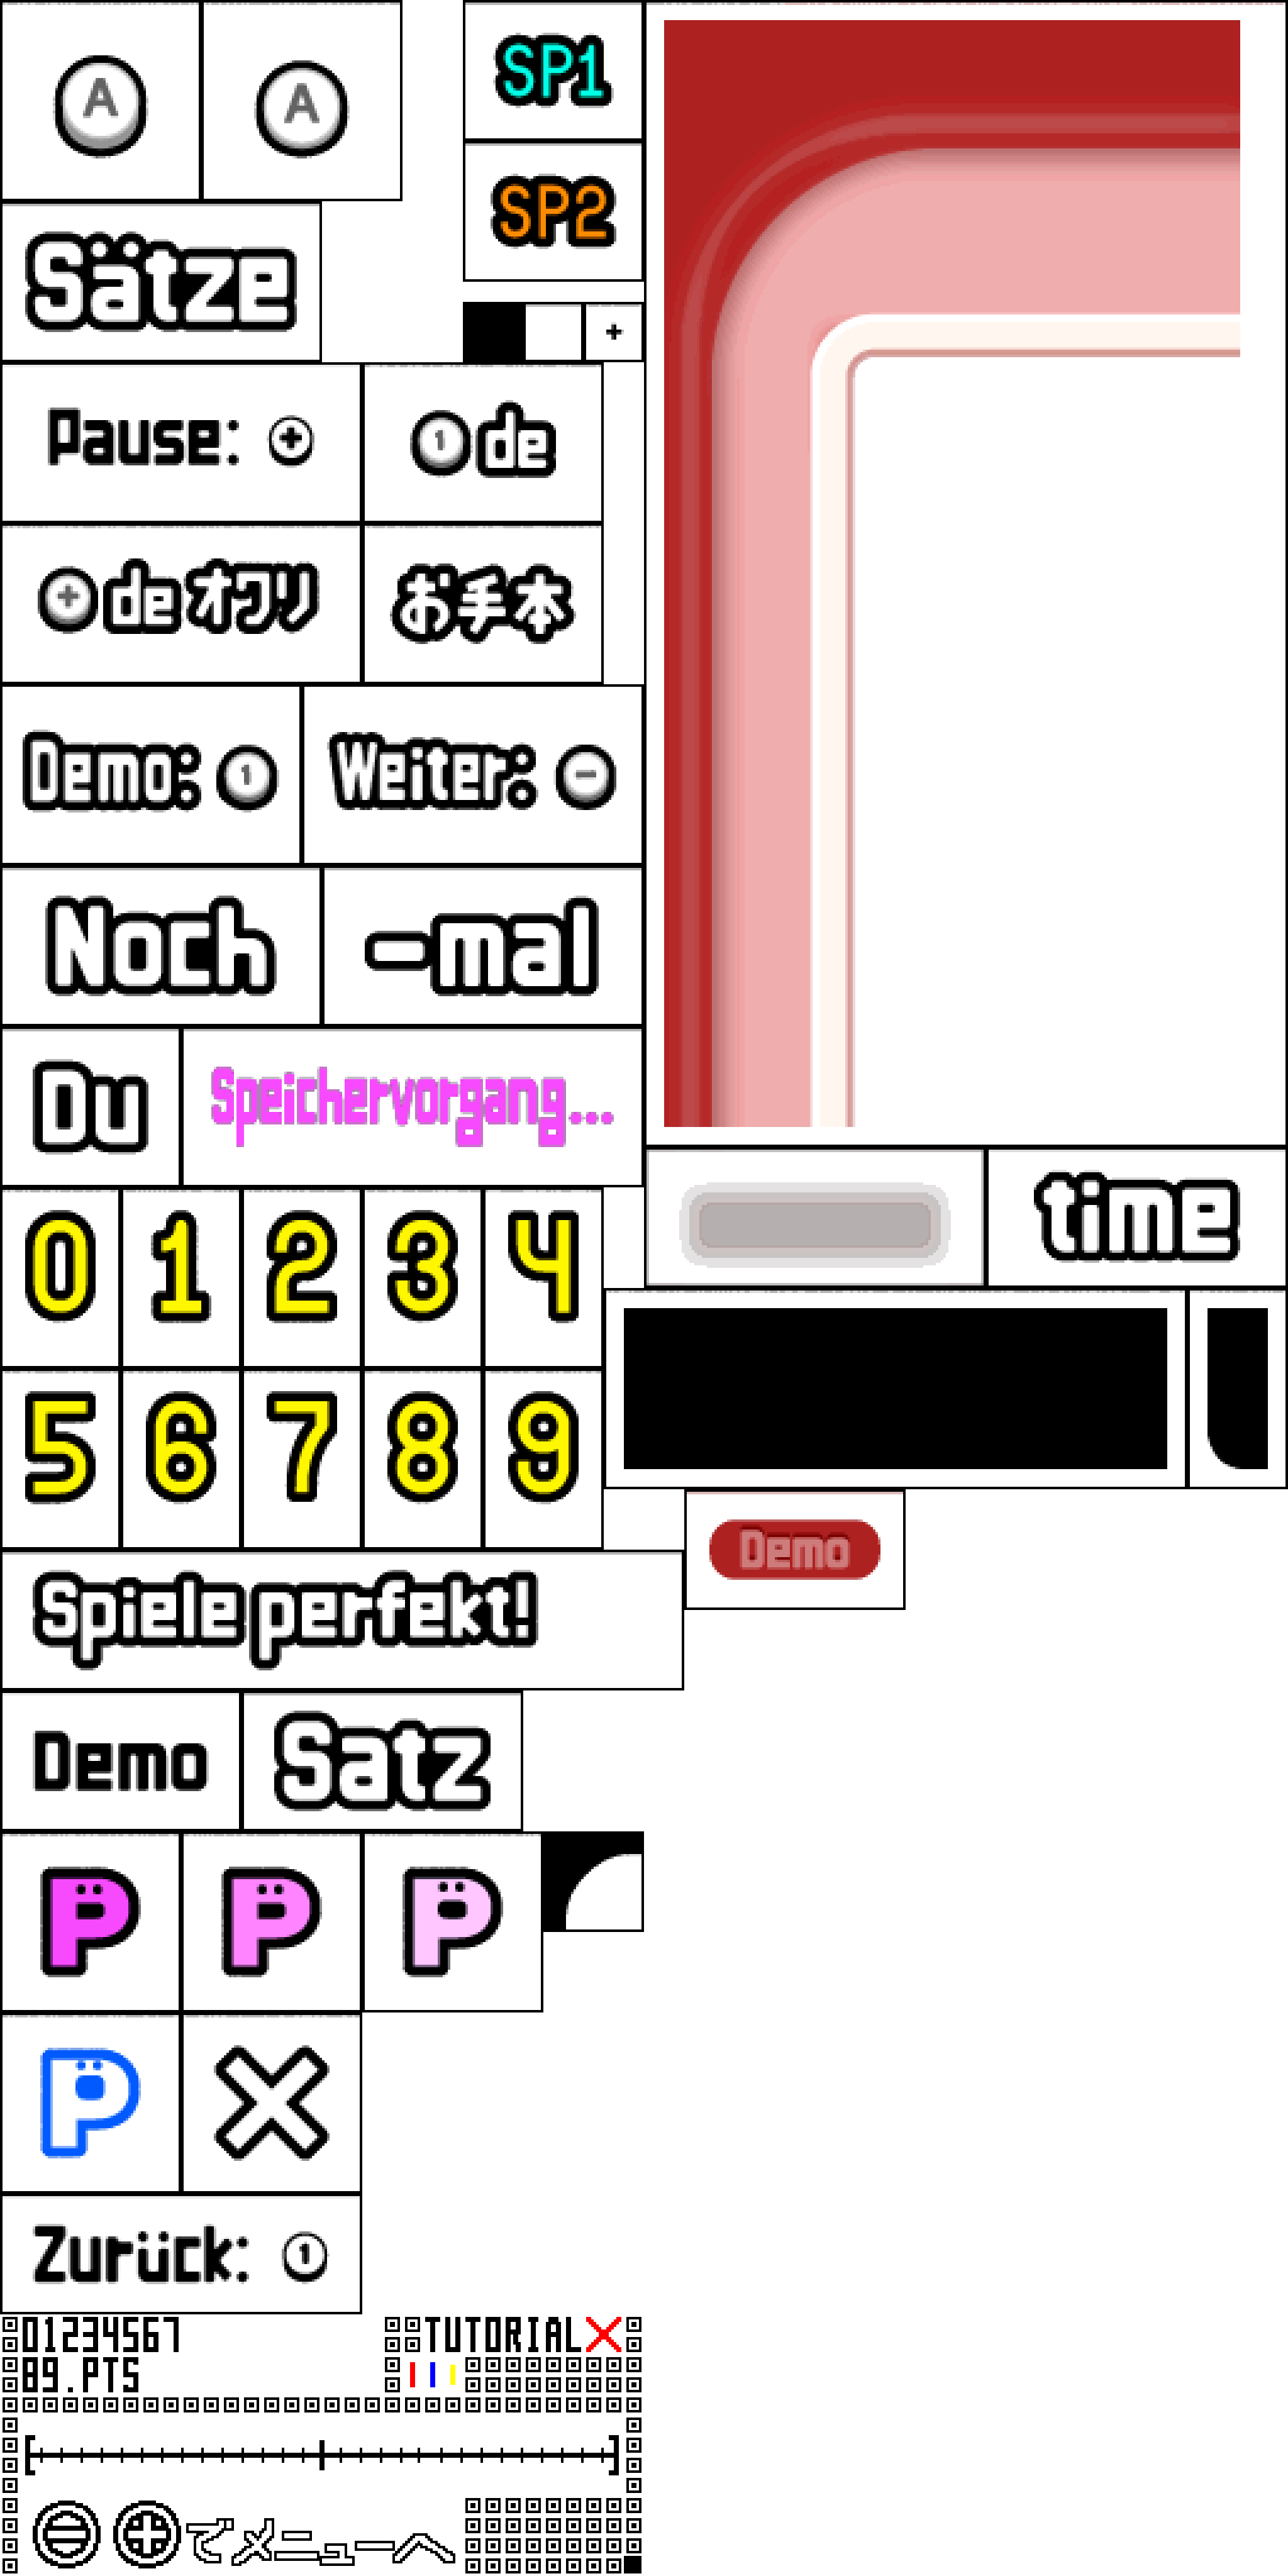 A A
SP1
SP2
Sätze
+
Pause: +
1 de
+ de オワリ
お手本
Demo: 1
Weiter: -
Noch
-mal
Du
Speichervorgang...
time
0 1 2 3 4
5 6 7 8 9
Demo
Spiele perfekt!
Demo
Satz
P P P
P X
Zurück: 1
01234567
89.PTS
TUTORIAL
でメニューへ